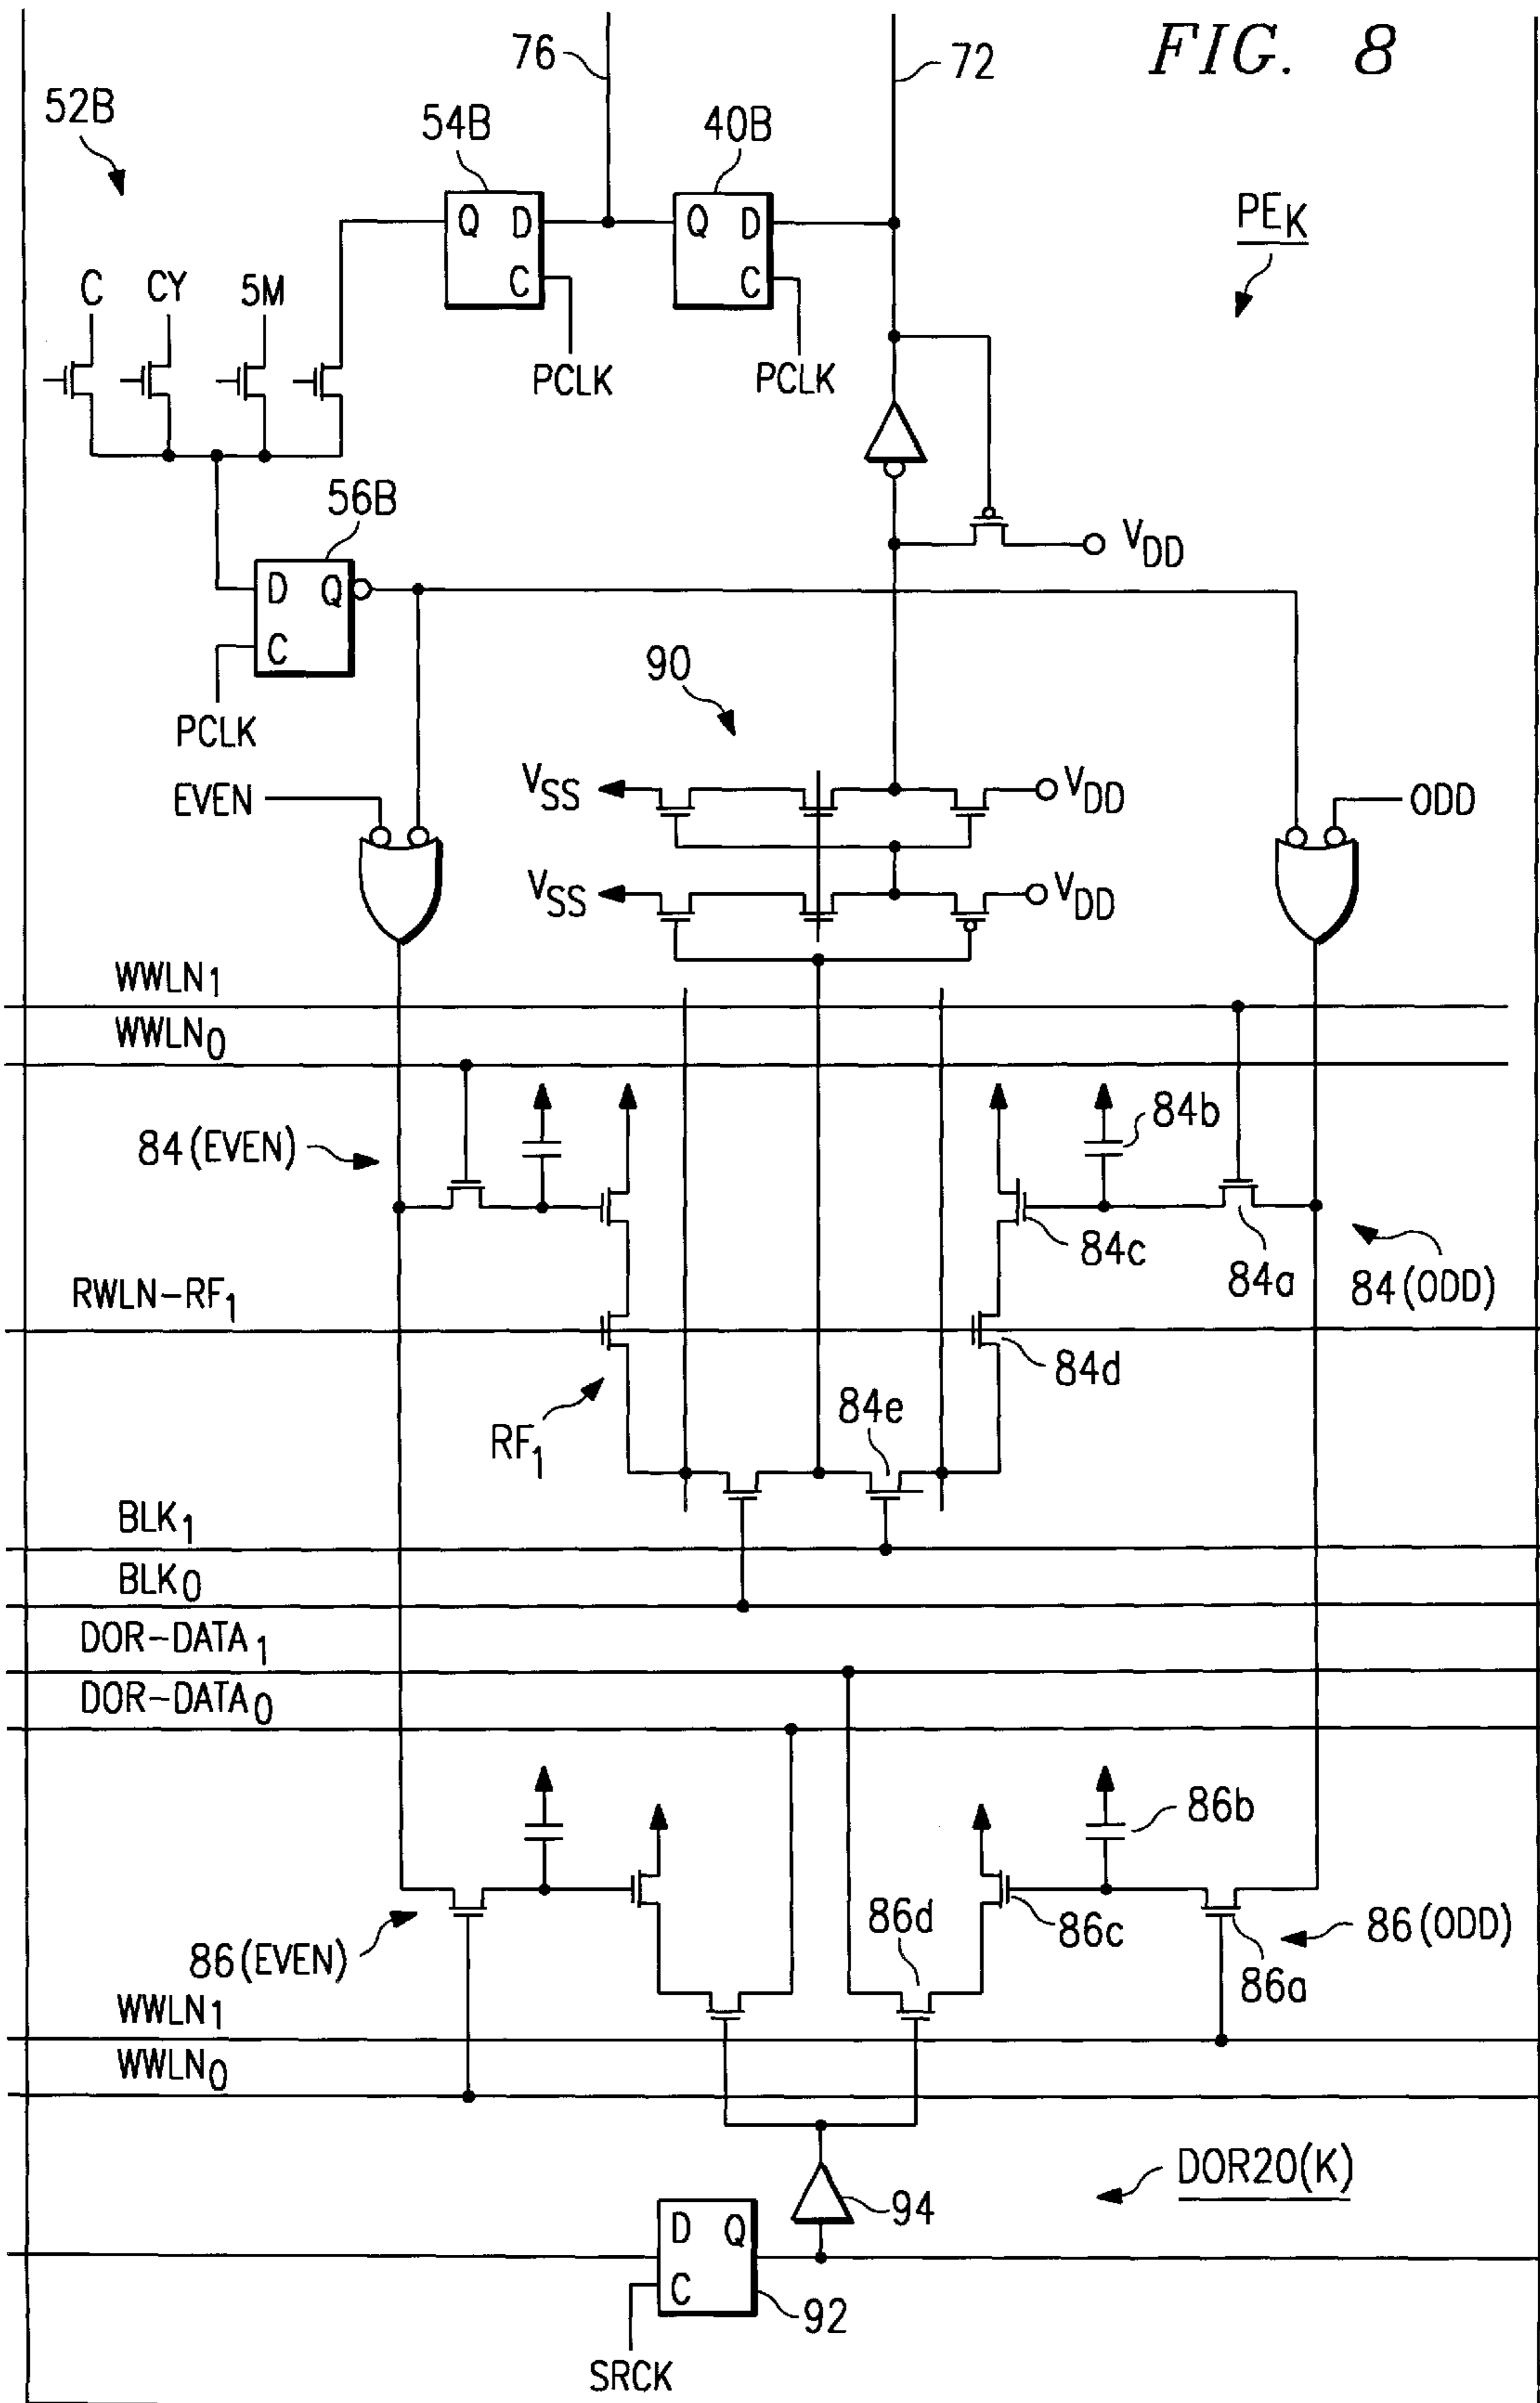 FIG. 8
76
72
52B
54B
40B
PE_K
Q D
C
Q D
C
C CY 5M
PCLK
PCLK
56B
V_DD
D Q
C
90
PCLK
V_SS
V_DD
EVEN
ODD
V_SS
V_DD
WWLN_1
WWLN_0
84b
84(EVEN)
84c
84a
RWLN-RF_1
84(ODD)
84d
84e
RF_1
BLK_1
BLK_0
DOR-DATA_1
DOR-DATA_0
86b
86d
86c
86(ODD)
86(EVEN)
86a
WWLN_1
WWLN_0
DOR20(K)
94
D Q
C
92
SRCK